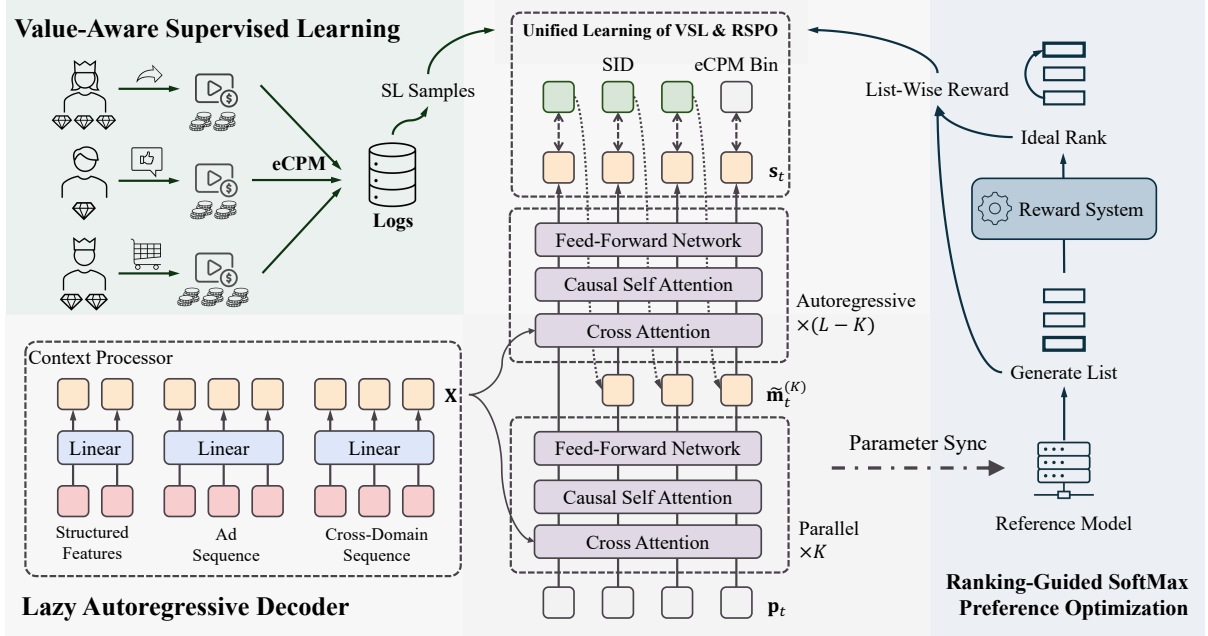 Value-Aware Supervised Learning
eCPM
Logs
SL Samples
Unified Learning of VSL & RSPO
SID
eCPM Bin
s_t
Feed-Forward Network
Causal Self Attention
Cross Attention
Autoregressive
×(L − K)
m̃_t^(K)
Feed-Forward Network
Causal Self Attention
Cross Attention
Parallel
×K
p_t
Context Processor
X
Linear
Linear
Linear
Structured
Features
Ad
Sequence
Cross-Domain
Sequence
Lazy Autoregressive Decoder
List-Wise Reward
Ideal Rank
Reward System
Generate List
Parameter Sync
Reference Model
Ranking-Guided SoftMax
Preference Optimization